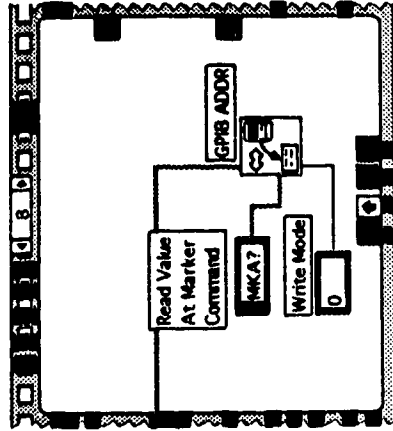 8
GPIB ADDR
Read Value
At Marker
Command
MKA?
Write Mode
0